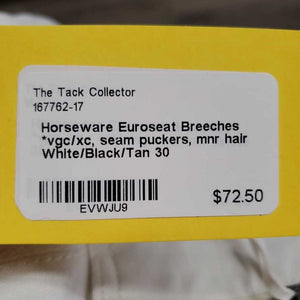 The Tack Collector
167762-17
Horseware Euroseat Breeches
*vgc/xc, seam puckers, mnr hair
White/Black/Tan 30
EVWJU9
$72.50